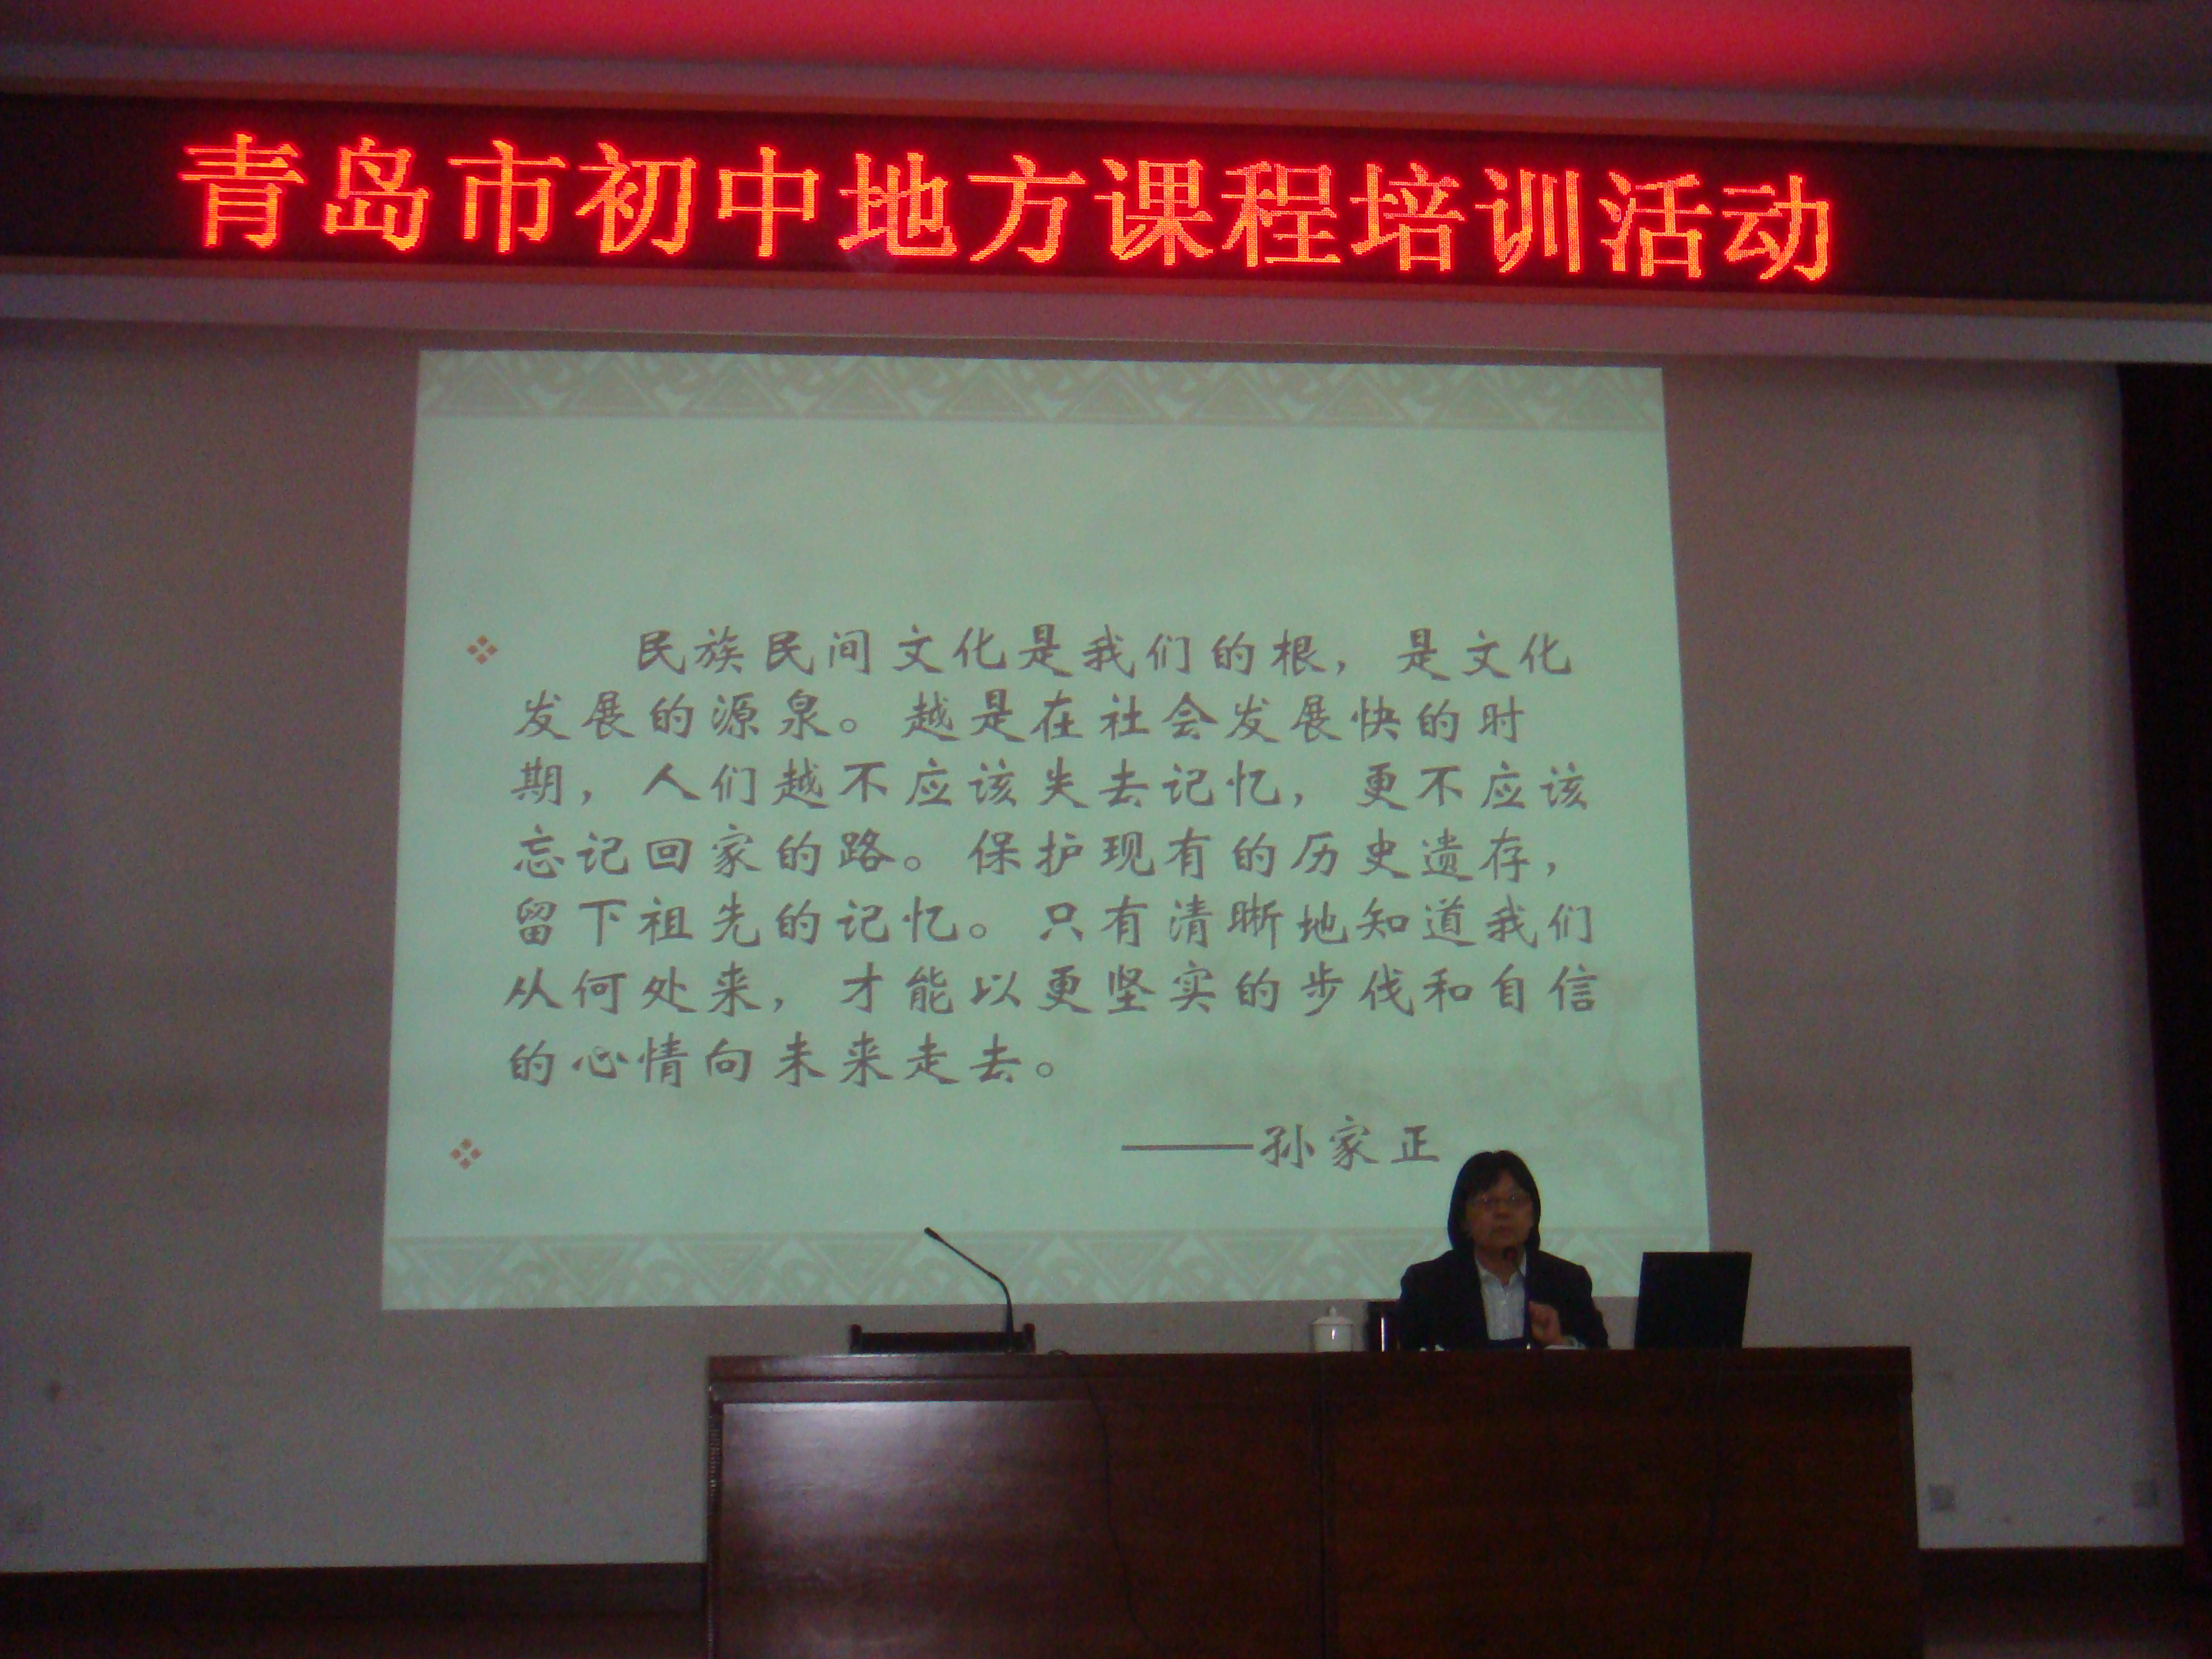 青岛市初中地方课程培训活动
民族民间文化是我们的根，是文化
发展的源泉。越是在社会发展快的时
期，人们越不应该失去记忆，更不应该
忘记回家的路。保护现有的历史遗存，
留下祖先的记忆。只有清晰地知道我们
从何处来，才能以更坚实的步伐和自信
的心情向未来走去。
——孙家正